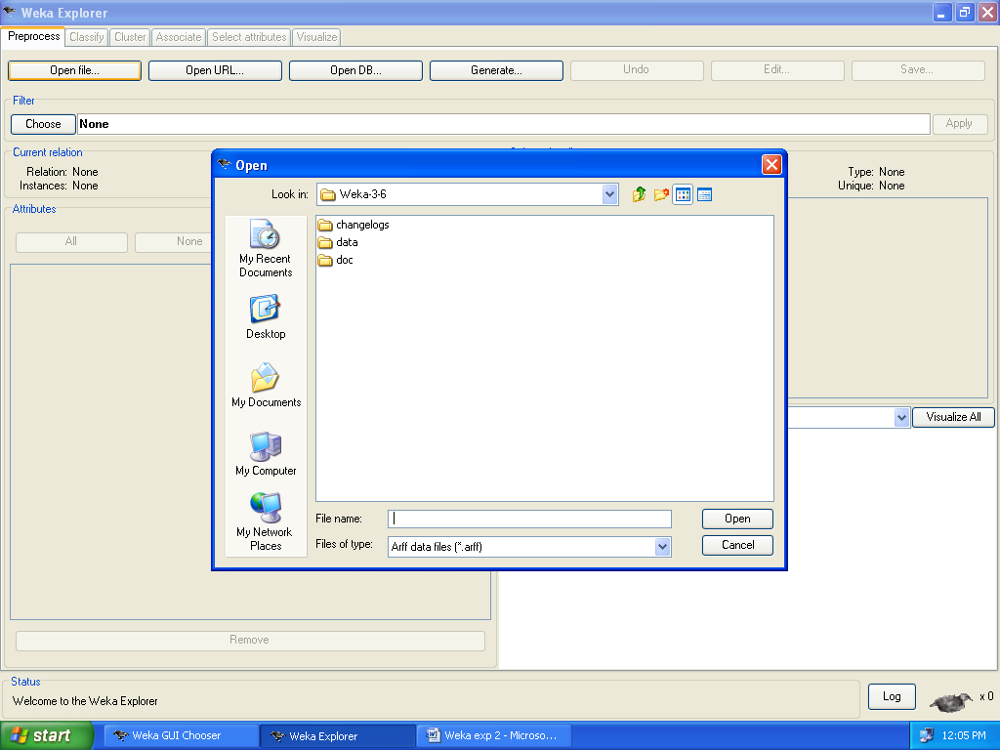 Weka Explorer
Preprocess Classify Cluster Associate Select attributes Visualize
Open file... Open URL... Open DB... Generate... Undo Edit... Save...
Filter
Choose None Apply
Current relation
Relation: None
Instances: None
Type: None
Unique: None
Attributes
All None
Open
Look in: Weka-3-6
My Recent
Documents
Desktop
My Documents
My Computer
My Network
Places
changelogs
data
doc
File name:
Open
Files of type: Arff data files (*.arff)
Cancel
Visualize All
Remove
Status
Welcome to the Weka Explorer
Log
x 0
start Weka GUI Chooser Weka Explorer Weka exp 2 - Microso... 12:05 PM